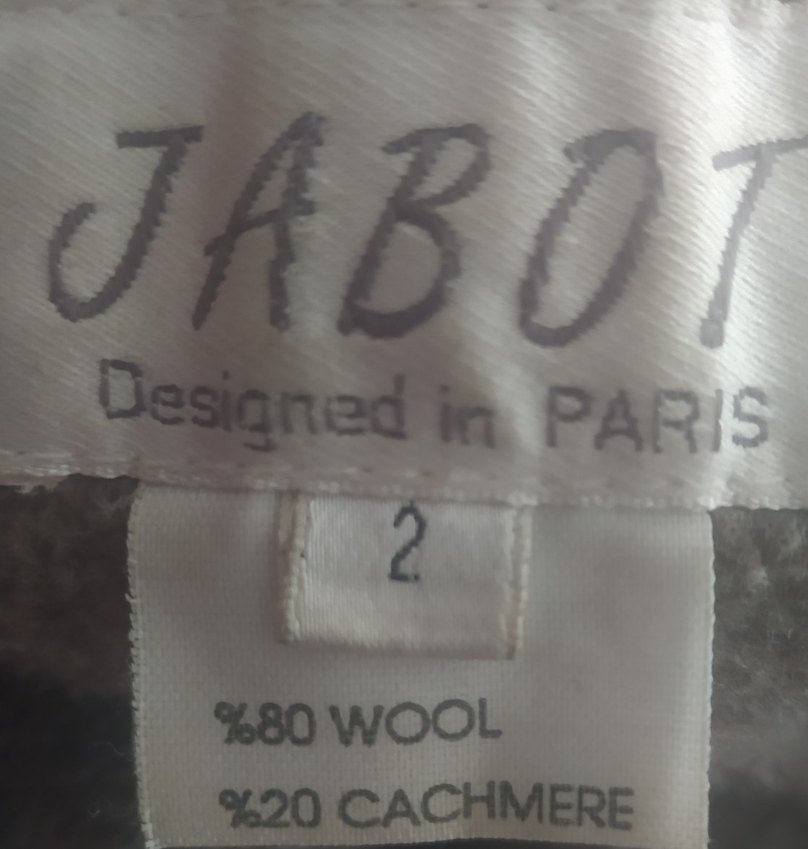 JABOT
Designed in PARIS
2
%80 WOOL
%20 CACHMERE